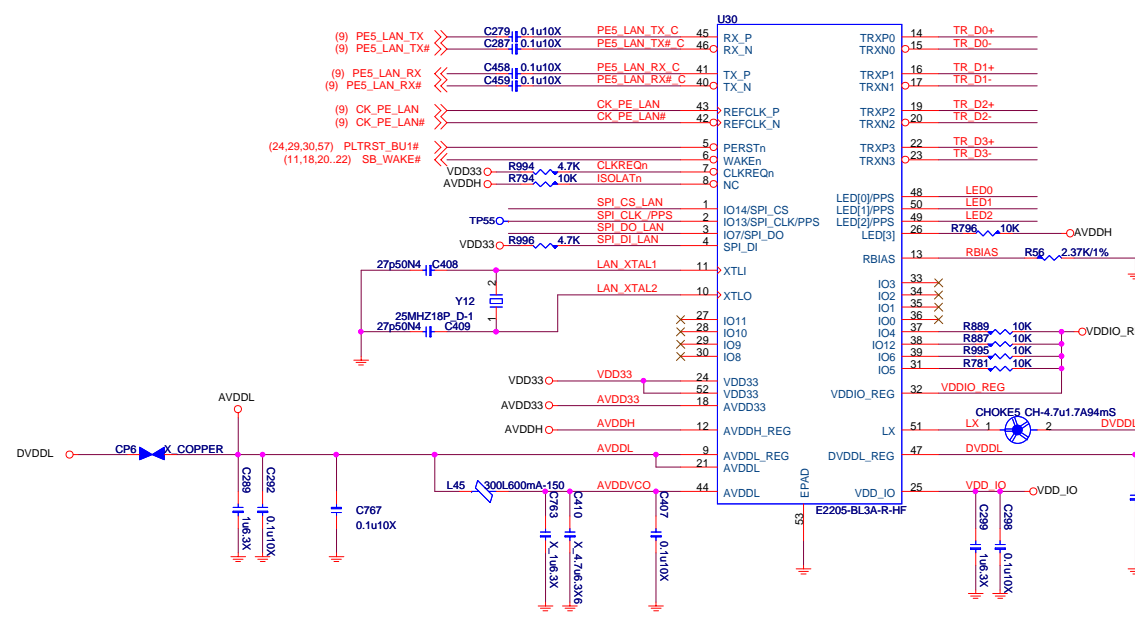 U30
(9) PE5_LAN_TX C279 0.1u10X PE5_LAN_TX_C 45 RX_P TRXP0 14 TR_D0+
(9) PE5_LAN_TX# C287 0.1u10X PE5_LAN_TX#_C 46 RX_N TRXN0 15 TR_D0-
(9) PE5_LAN_RX C458 0.1u10X PE5_LAN_RX_C 41 TX_P TRXP1 16 TR_D1+
(9) PE5_LAN_RX# C459 0.1u10X PE5_LAN_RX#_C 40 TX_N TRXN1 17 TR_D1-
(9) CK_PE_LAN CK_PE_LAN 43 REFCLK_P TRXP2 19 TR_D2+
(9) CK_PE_LAN# CK_PE_LAN# 42 REFCLK_N TRXN2 20 TR_D2-
(24,29,30,57) PLTRST_BU1# 5 PERSTn TRXP3 22 TR_D3+
(11,18,20..22) SB_WAKE# 6 WAKEn TRXN3 23 TR_D3-
VDD33 R994 4.7K CLKREQn 7 CLKREQn
AVDDH R794 10K ISOLATn 8 NC
LED[0]/PPS 48 LED0
SPI_CS_LAN 1 IO14/SPI_CS LED[1]/PPS 50 LED1
TP55 SPI_CLK_/PPS 2 IO13/SPI_CLK/PPS LED[2]/PPS 49 LED2
SPI_DO_LAN 3 IO7/SPI_DO LED[3] 26 R796 10K AVDDH
VDD33 R996 4.7K SPI_DI_LAN 4 SPI_DI
RBIAS 13 RBIAS R56 2.37K/1%
27p50N4 C408 LAN_XTAL1 11 XTLI
IO3 33
2 LAN_XTAL2 10 XTLO IO2 34
Y12 IO1 35
1 IO0 36
25MHZ18P_D-1 27 IO11 IO4 37 R889 10K VDDIO_R
27p50N4 C409 28 IO10 IO12 38 R887 10K
29 IO9 IO6 39 R995 10K
30 IO8 IO5 31 R781 10K
VDD33 VDD33 24 VDD33
52 VDD33 VDDIO_REG 32 VDDIO_REG
AVDD33 AVDD33 18 AVDD33
AVDDL
CHOKE5 CH-4.7u1.7A94mS
AVDDH AVDDH 12 AVDDH_REG LX 51 LX 1 2 DVDDL
DVDDL CP6 X_COPPER AVDDL 9 AVDDL_REG DVDDL_REG 47 DVDDL
21 AVDDL
L45 300L600mA-150 AVDDVCO 44 AVDDL EPAD VDD_IO 25 VDD_IO VDD_IO
E2205-BL3A-R-HF
53
C289 1u6.3X
C292 0.1u10X
C767
0.1u10X
C763 X_1u6.3X
C410 X_4.7u6.3X6
C407 0.1u10X
C299 1u6.3X
C298 0.1u10X